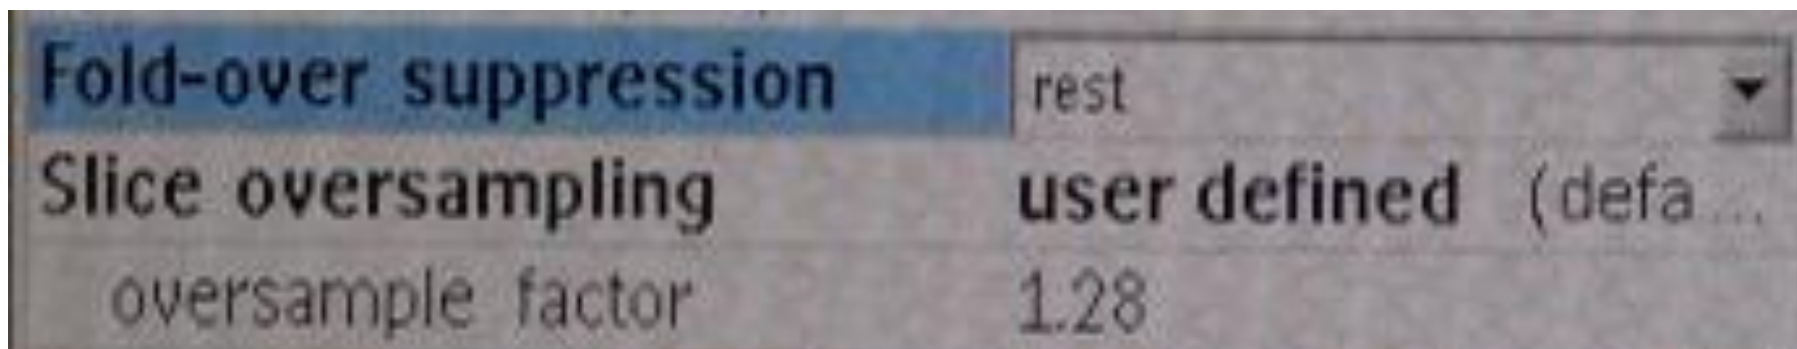 Fold-over suppression rest
Slice oversampling user defined (defa...
oversample factor 1.28